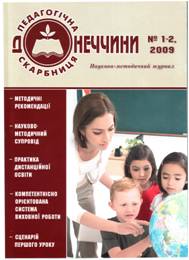 ПЕДАГОГІЧНА
СКАРБНИЦЯ
ДОНЕЧЧИНИ
№ 1-2,
2009
Науково-методичний журнал
- МЕТОДИЧНІ
РЕКОМЕНДАЦІЇ
- НАУКОВО-
МЕТОДИЧНИЙ
СУПРОВІД
- ПРАКТИКА
ДИСТАНЦІЙНОЇ
ОСВІТИ
- КОМПЕТЕНТНІСНО
ОРІЄНТОВАНА
СИСТЕМА
ВИХОВНОЇ РОБОТИ
- СЦЕНАРІЙ
ПЕРШОГО УРОКУ